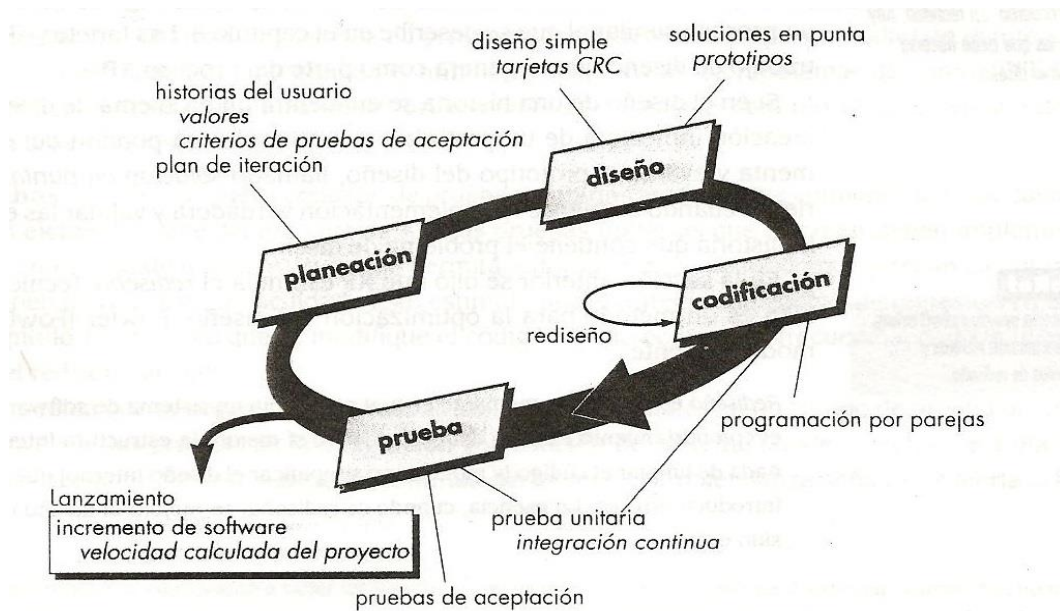 diseño simple
tarjetas CRC
soluciones en punta
prototipos
historias del usuario
valores
criterios de pruebas de aceptación
plan de iteración
diseño
planeación
codificación
rediseño
prueba
programación por parejas
Lanzamiento
incremento de software
velocidad calculada del proyecto
prueba unitaria
integración continua
pruebas de aceptación